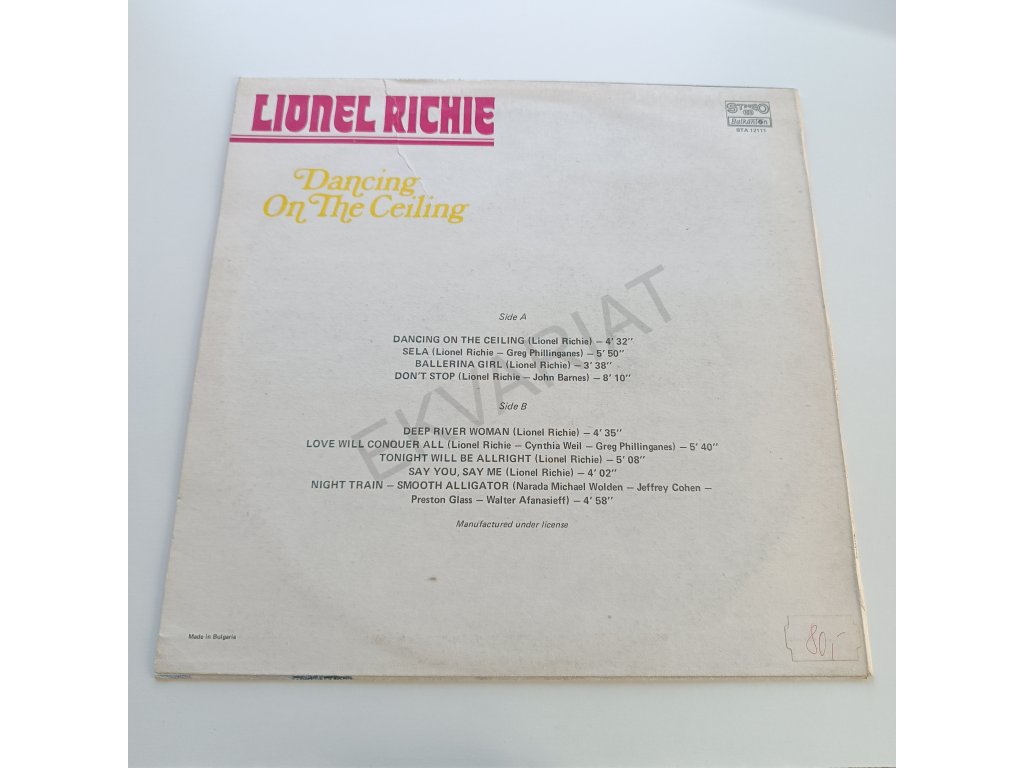 LIONEL RICHIE
STEREO
Balkanton
BTA 12111
Dancing
On The Ceiling
Side A
DANCING ON THE CEILING (Lionel Richie) – 4' 32''
SELA (Lionel Richie – Greg Phillinganes) – 5' 50''
BALLERINA GIRL (Lionel Richie) – 3' 38''
DON'T STOP (Lionel Richie – John Barnes) – 8' 10''
Side B
DEEP RIVER WOMAN (Lionel Richie) – 4' 35''
LOVE WILL CONQUER ALL (Lionel Richie – Cynthia Weil – Greg Phillinganes) – 5' 40''
TONIGHT WILL BE ALLRIGHT (Lionel Richie) – 5' 08''
SAY YOU, SAY ME (Lionel Richie) – 4' 02''
NIGHT TRAIN – SMOOTH ALLIGATOR (Narada Michael Wolden – Jeffrey Cohen –
Preston Glass – Walter Afanasieff) – 4' 58''
Manufactured under license
Made in Bulgaria
80,-
EKVARIAT